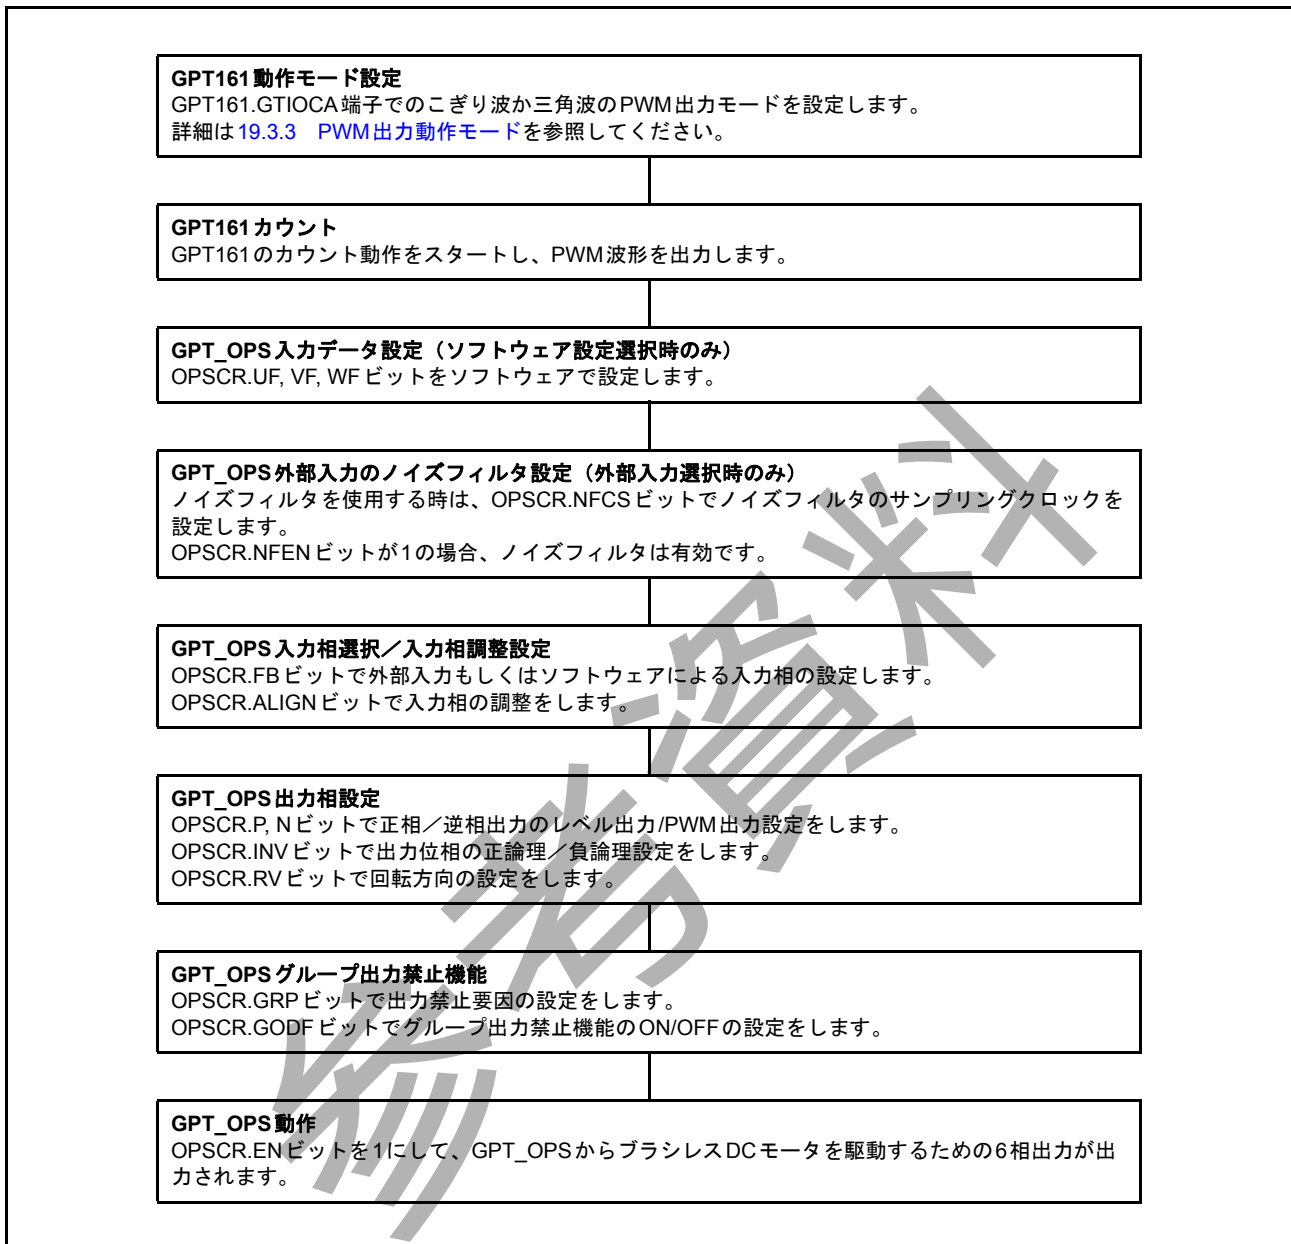 GPT161動作モード設定
GPT161.GTIOCA端子でのこぎり波か三角波のPWM出力モードを設定します。
詳細は19.3.3　PWM出力動作モードを参照してください。
GPT161カウント
GPT161のカウント動作をスタートし、PWM波形を出力します。
GPT_OPS入力データ設定（ソフトウェア設定選択時のみ）
OPSCR.UF, VF, WFビットをソフトウェアで設定します。
GPT_OPS外部入力のノイズフィルタ設定（外部入力選択時のみ）
ノイズフィルタを使用する時は、OPSCR.NFCSビットでノイズフィルタのサンプリングクロックを
設定します。
OPSCR.NFENビットが1の場合、ノイズフィルタは有効です。
GPT_OPS入力相選択／入力相調整設定
OPSCR.FBビットで外部入力もしくはソフトウェアによる入力相の設定します。
OPSCR.ALIGNビットで入力相の調整をします。
GPT_OPS出力相設定
OPSCR.P, Nビットで正相／逆相出力のレベル出力/PWM出力設定をします。
OPSCR.INVビットで出力位相の正論理／負論理設定をします。
OPSCR.RVビットで回転方向の設定をします。
GPT_OPSグループ出力禁止機能
OPSCR.GRPビットで出力禁止要因の設定をします。
OPSCR.GODFビットでグループ出力禁止機能のON/OFFの設定をします。
GPT_OPS動作
OPSCR.ENビットを1にして、GPT_OPSからブラシレスDCモータを駆動するための6相出力が出
力されます。
参考資料